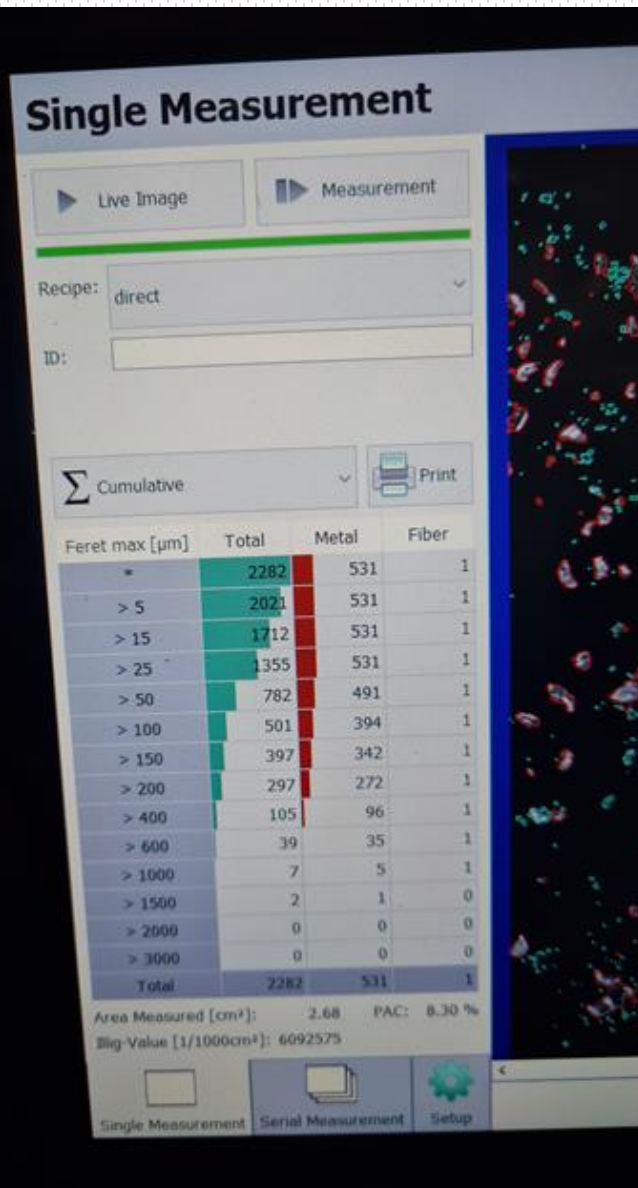 Single Measurement
Live Image
Measurement
Recipe: direct
ID:
Σ Cumulative
Print
Feret max [µm] Total Metal Fiber
* 2282 531 1
> 5 2021 531 1
> 15 1712 531 1
> 25 1355 531 1
> 50 782 491 1
> 100 501 394 1
> 150 397 342 1
> 200 297 272 1
> 400 105 96 1
> 600 39 35 1
> 1000 7 5 1
> 1500 2 1 0
> 2000 0 0 0
> 3000 0 0 0
Total 2282 531 1
Area Measured [cm²]: 2.68 PAC: 8.30 %
Blig-Value [1/1000cm²]: 6092575
Single Measurement Serial Measurement Setup